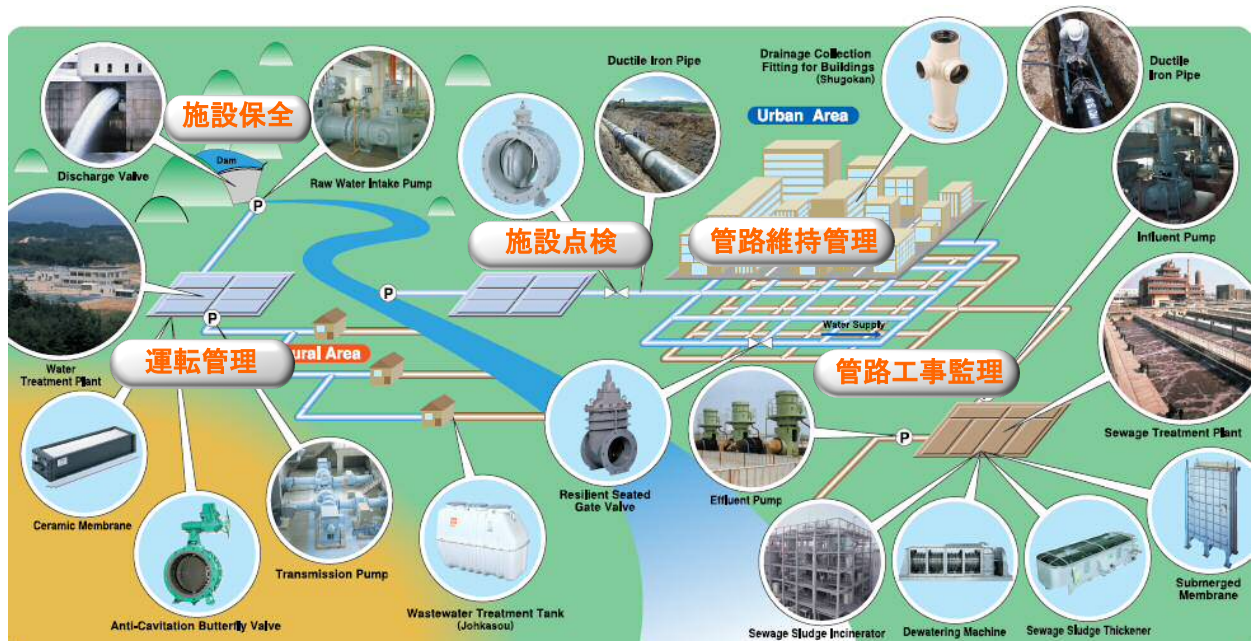 Drainage Collection
Fitting for Buildings
(Shugokan)
Ductile Iron Pipe
Ductile
Iron Pipe
Urban Area
施設保全
Dam
Discharge Valve
Raw Water Intake Pump
P
施設点検
管路維持管理
Influent Pump
P
P
Water Supply
運転管理
ural Area
管路工事監理
Water
Treatment Plant
Sewage Treatment Plant
P
Resilient Seated
Gate Valve
Effluent Pump
Ceramic Membrane
Transmission Pump
Anti-Cavitation Butterfly Valve
Wastewater Treatment Tank
(Johkasou)
Sewage Sludge Incinerator
Dewatering Machine
Sewage Sludge Thickener
Submerged
Membrane